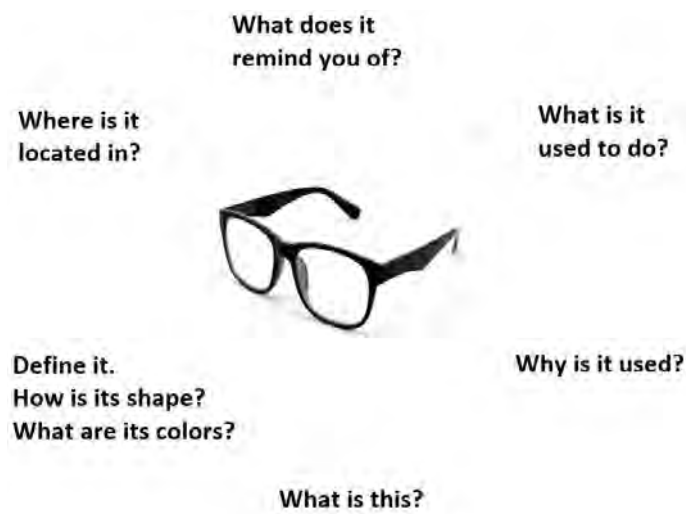 What does it
remind you of?
Where is it
located in?
What is it
used to do?
Define it.
How is its shape?
What are its colors?
Why is it used?
What is this?